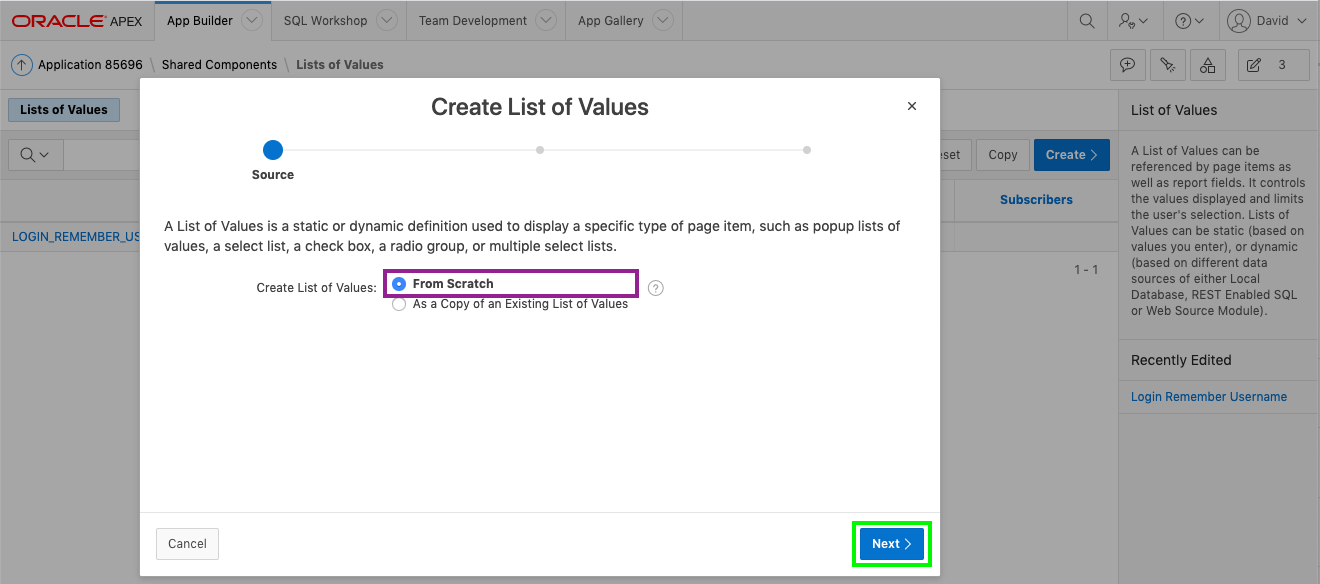 ORACLE APEX App Builder SQL Workshop Team Development App Gallery David
Application 85696 \ Shared Components \ Lists of Values 3
Lists of Values
Create List of Values
List of Values
Source
Copy Create
A List of Values can be
referenced by page items as
well as report fields. It controls
the values displayed and limits
the user's selection. Lists of
Values can be static (based on
values you enter), or dynamic
(based on different data
sources of either Local
Database, REST Enabled SQL
or Web Source Module).
Subscribers
LOGIN_REMEMBER_US
1 - 1
A List of Values is a static or dynamic definition used to display a specific type of page item, such as popup lists of
values, a select list, a check box, a radio group, or multiple select lists.
Create List of Values: From Scratch ?
As a Copy of an Existing List of Values
Recently Edited
Login Remember Username
Cancel Next